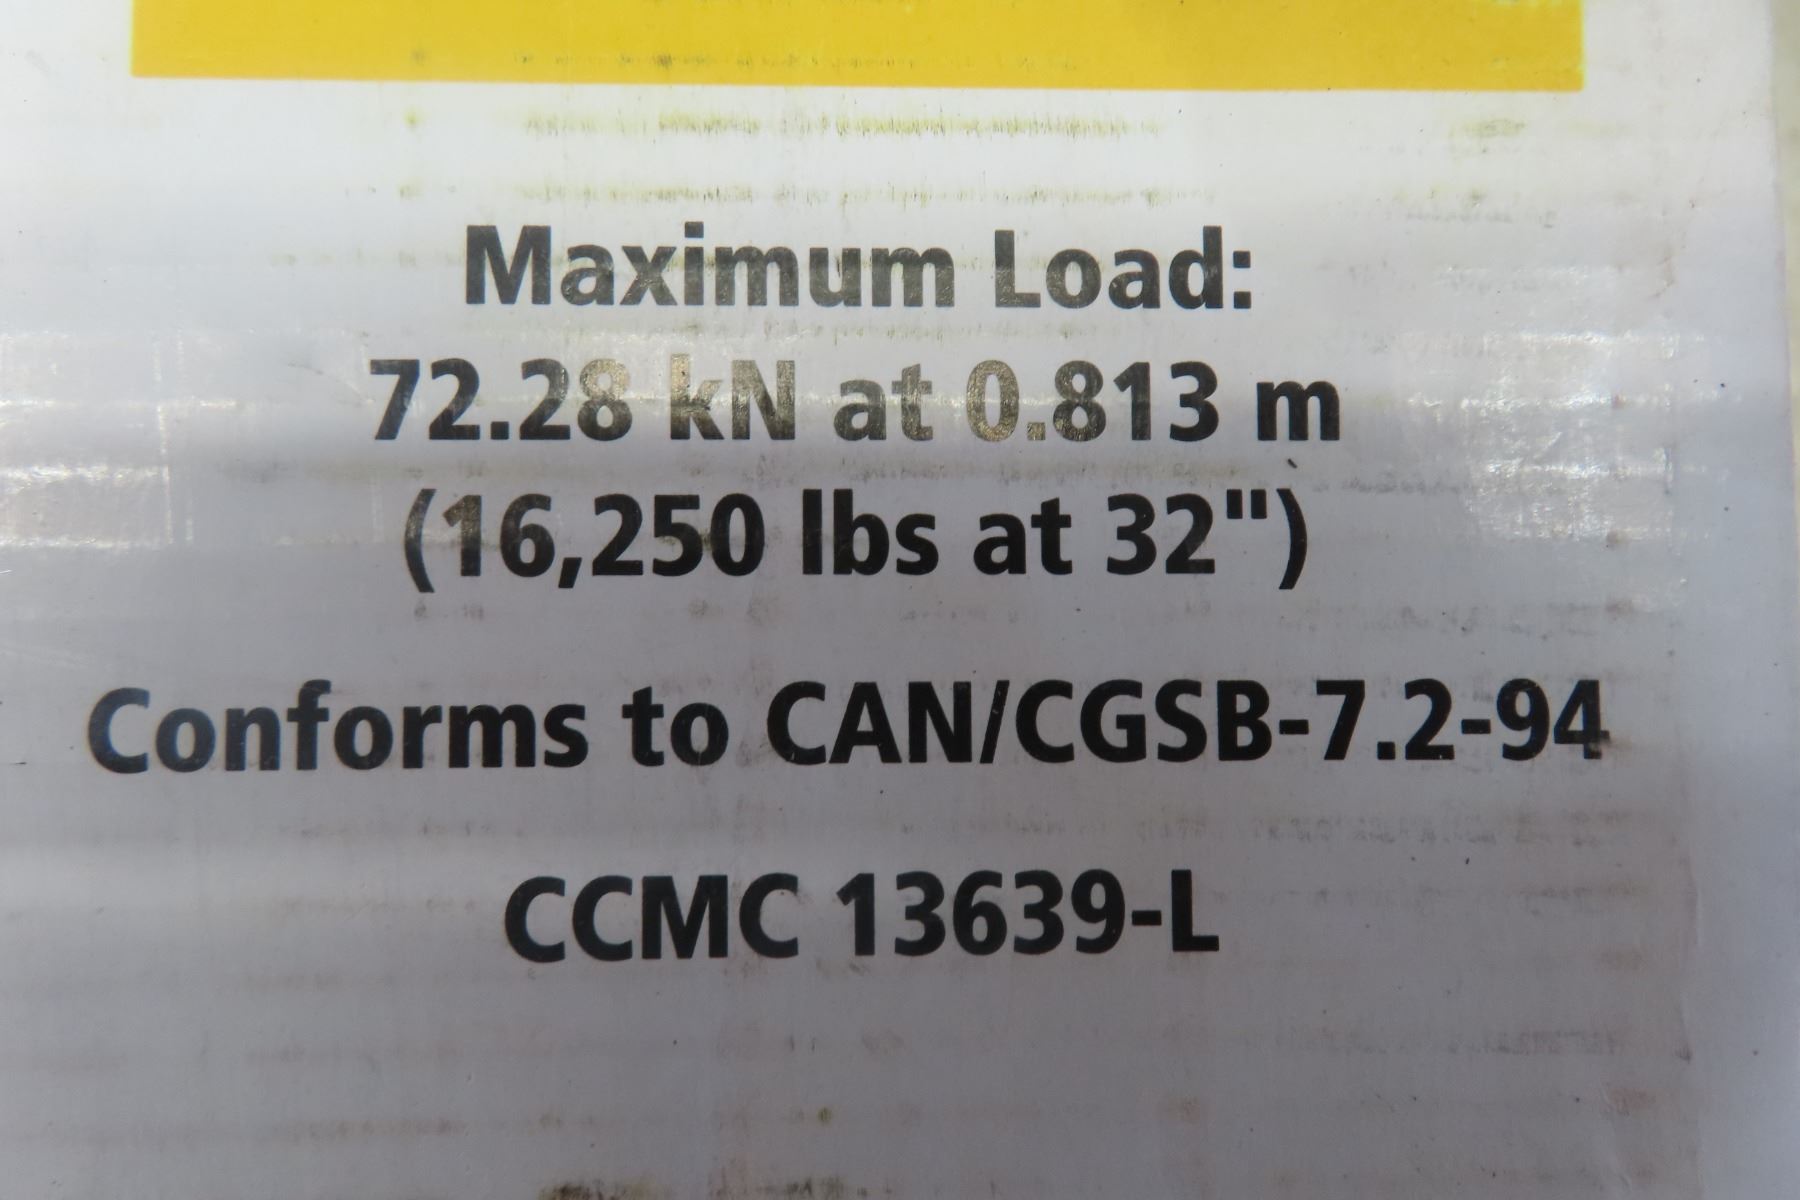 Maximum Load:
72.28 kN at 0.813 m
(16,250 lbs at 32")
Conforms to CAN/CGSB-7.2-94
CCMC 13639-L